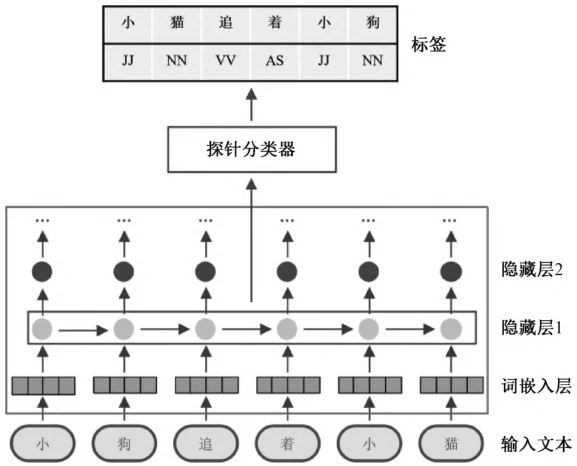 小 猫 追 着 小 狗
标签
JJ NN VV AS JJ NN
探针分类器
... ... ... ... ... ...
隐藏层2
隐藏层1
词嵌入层
小 狗 追 着 小 猫 输入文本